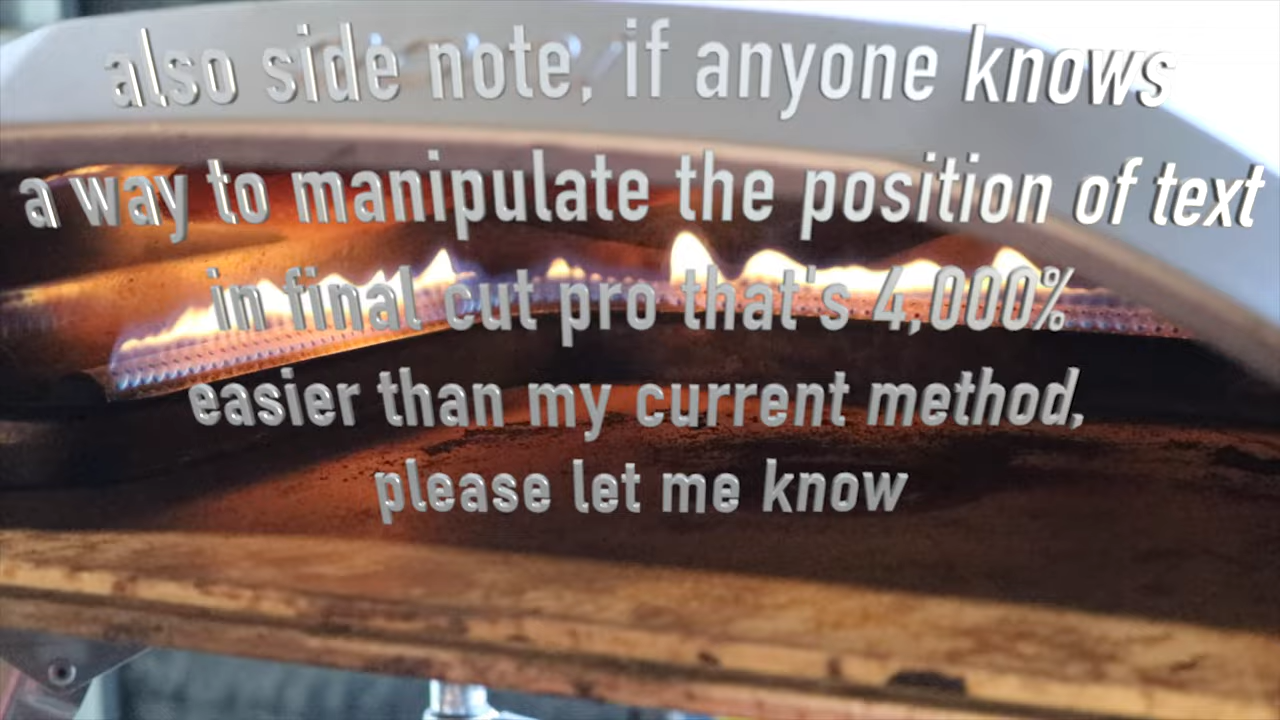 also side note, if anyone knows
a way to manipulate the position of text
in final cut pro that's 4,000%
easier than my current method,
please let me know